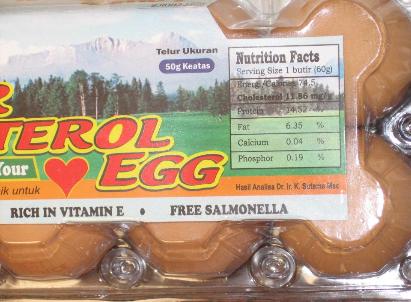 Telur Ukuran
50g Keatas
R
TEROL
Your
EGG
ik untuk
RICH IN VITAMIN E • FREE SALMONELLA
Nutrition Facts
Serving Size 1 butir (60g)
Energy/Calories 74.5
Cholesterol 11.86 mg/g
Protein 14.52
Fat 6.35 %
Calcium 0.04 %
Phosphor 0.19 %
Hasil Analisa Dr. Ir. K. Sutama Msc